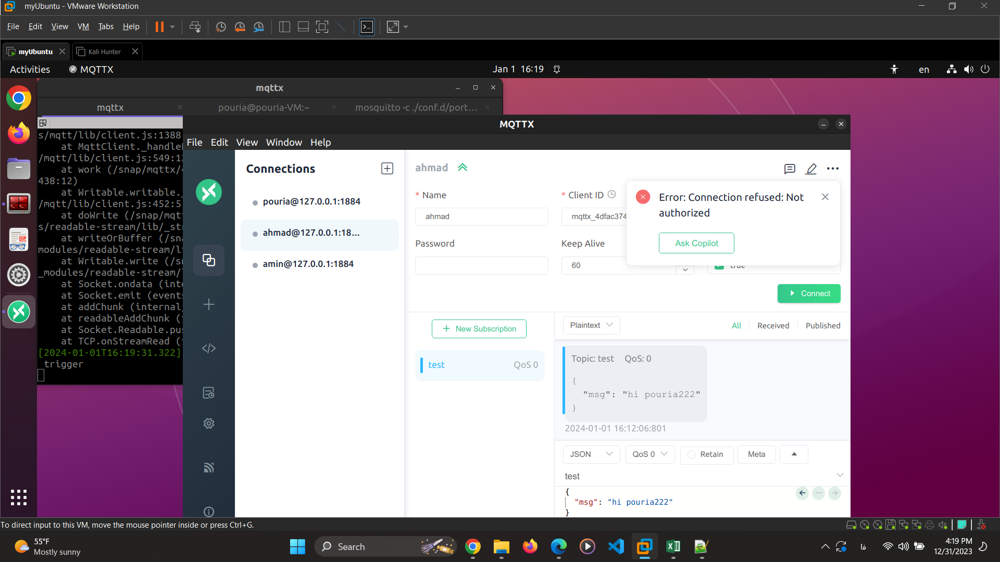 myUbuntu - VMware Workstation
File Edit View VM Tabs Help
myUbuntu
Kali Hunter
Activities
MQTTX
Jan 1 16:19
en
mqttx
mqttx
pouria@pouria-VM:~
mosquitto -c ./conf.d/port...
s/mqtt/lib/client.js:1388
at MqttClient._handle
/mqtt/lib/client.js:549:12
at work (/snap/mqttx/
438:12)
at Writable.writable.
/mqtt/lib/client.js:452:5
at doWrite (/snap/mqtt
s/readable-stream/lib/_str
at writeOrBuffer (/sna
modules/readable-stream/l
at Writable.write (/s
_modules/readable-stream/
at Socket.ondata (inte
at Socket.emit (events
at addChunk (internal/
at readableAddChunk (
at Socket.Readable.pus
at TCP.onStreamRead (
[2024-01-01T16:19:31.322]
trigger
MQTTX
File Edit View Window Help
Connections
pouria@127.0.0.1:1884
ahmad@127.0.0.1:18...
amin@127.0.0.1:1884
ahmad
* Name
ahmad
* Client ID
mqttx_4dfac374
Password
Keep Alive
60
true
Error: Connection refused: Not
authorized
Ask Copilot
Connect
New Subscription
test QoS 0
Plaintext
All Received Published
Topic: test QoS: 0
{
"msg": "hi pouria222"
}
2024-01-01 16:12:06:801
JSON QoS 0 Retain Meta
test
{
"msg": "hi pouria222"
}
To direct input to this VM, move the mouse pointer inside or press Ctrl+G.
55°F
Mostly sunny
Search
فا
4:19 PM
12/31/2023